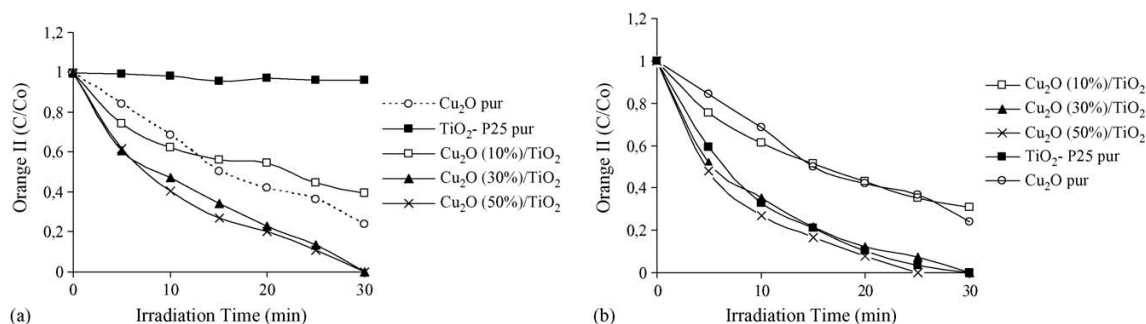 1,2
1
0,8
0,6
0,4
0,2
0
0
10
20
30
Orange II (C/Co)
Irradiation Time (min)
Cu₂O pur
TiO₂- P25 pur
Cu₂O (10%)/TiO₂
Cu₂O (30%)/TiO₂
Cu₂O (50%)/TiO₂
(a)
1,2
1
0,8
0,6
0,4
0,2
0
0
10
20
30
Orange II (C/Co)
Irradiation Time (min)
Cu₂O (10%)/TiO₂
Cu₂O (30%)/TiO₂
Cu₂O (50%)/TiO₂
TiO₂- P25 pur
Cu₂O pur
(b)